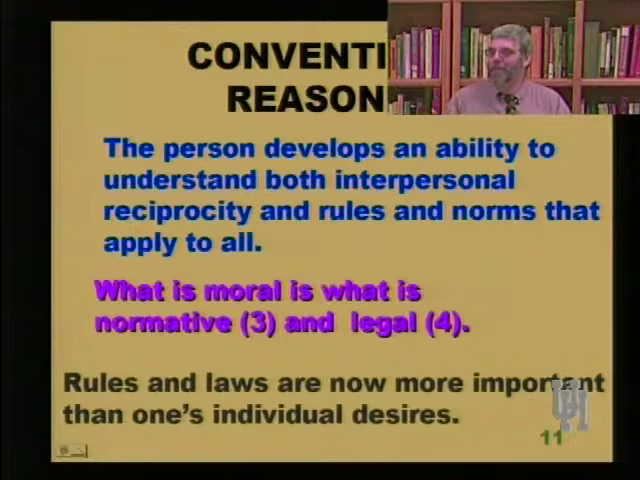 CONVENTI
REASON
The person develops an ability to
understand both interpersonal
reciprocity and rules and norms that
apply to all.
What is moral is what is
normative (3) and legal (4).
Rules and laws are now more important
than one's individual desires.
UH
11